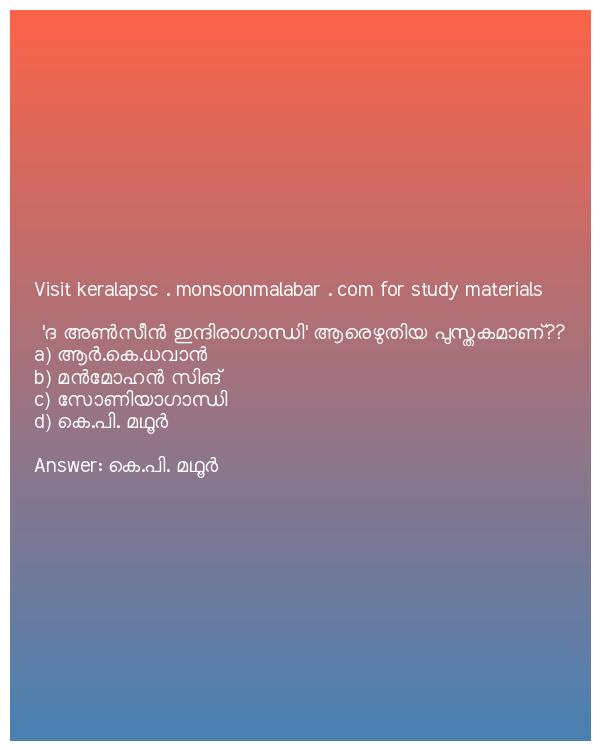 Visit keralapsc . monsoonmalabar . com for study materials
'ദ അൺസീൻ ഇന്ദിരാഗാന്ധി' ആരെഴുതിയ പുസ്തകമാണ്??
a) ആർ.കെ.ധവാൻ
b) മൻമോഹൻ സിങ്
c) സോണിയാഗാന്ധി
d) കെ.പി. മഥൂർ
Answer: കെ.പി. മഥൂർ